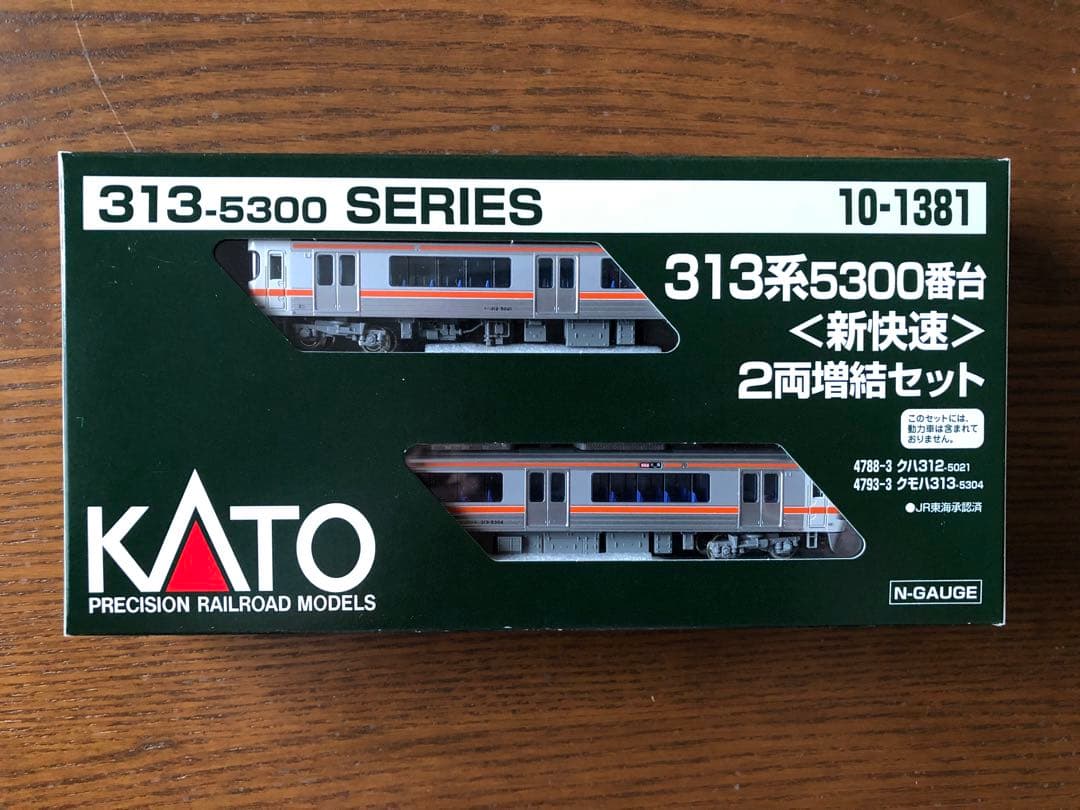 313-5300 SERIES
10-1381
313系5300番台
<新快速>
2両増結セット
このセットには、
動力車は含まれて
おりません。
4788-3 クハ312-5021
4793-3 クモハ313-5304
●JR東海承認済
KATO
PRECISION RAILROAD MODELS
N-GAUGE